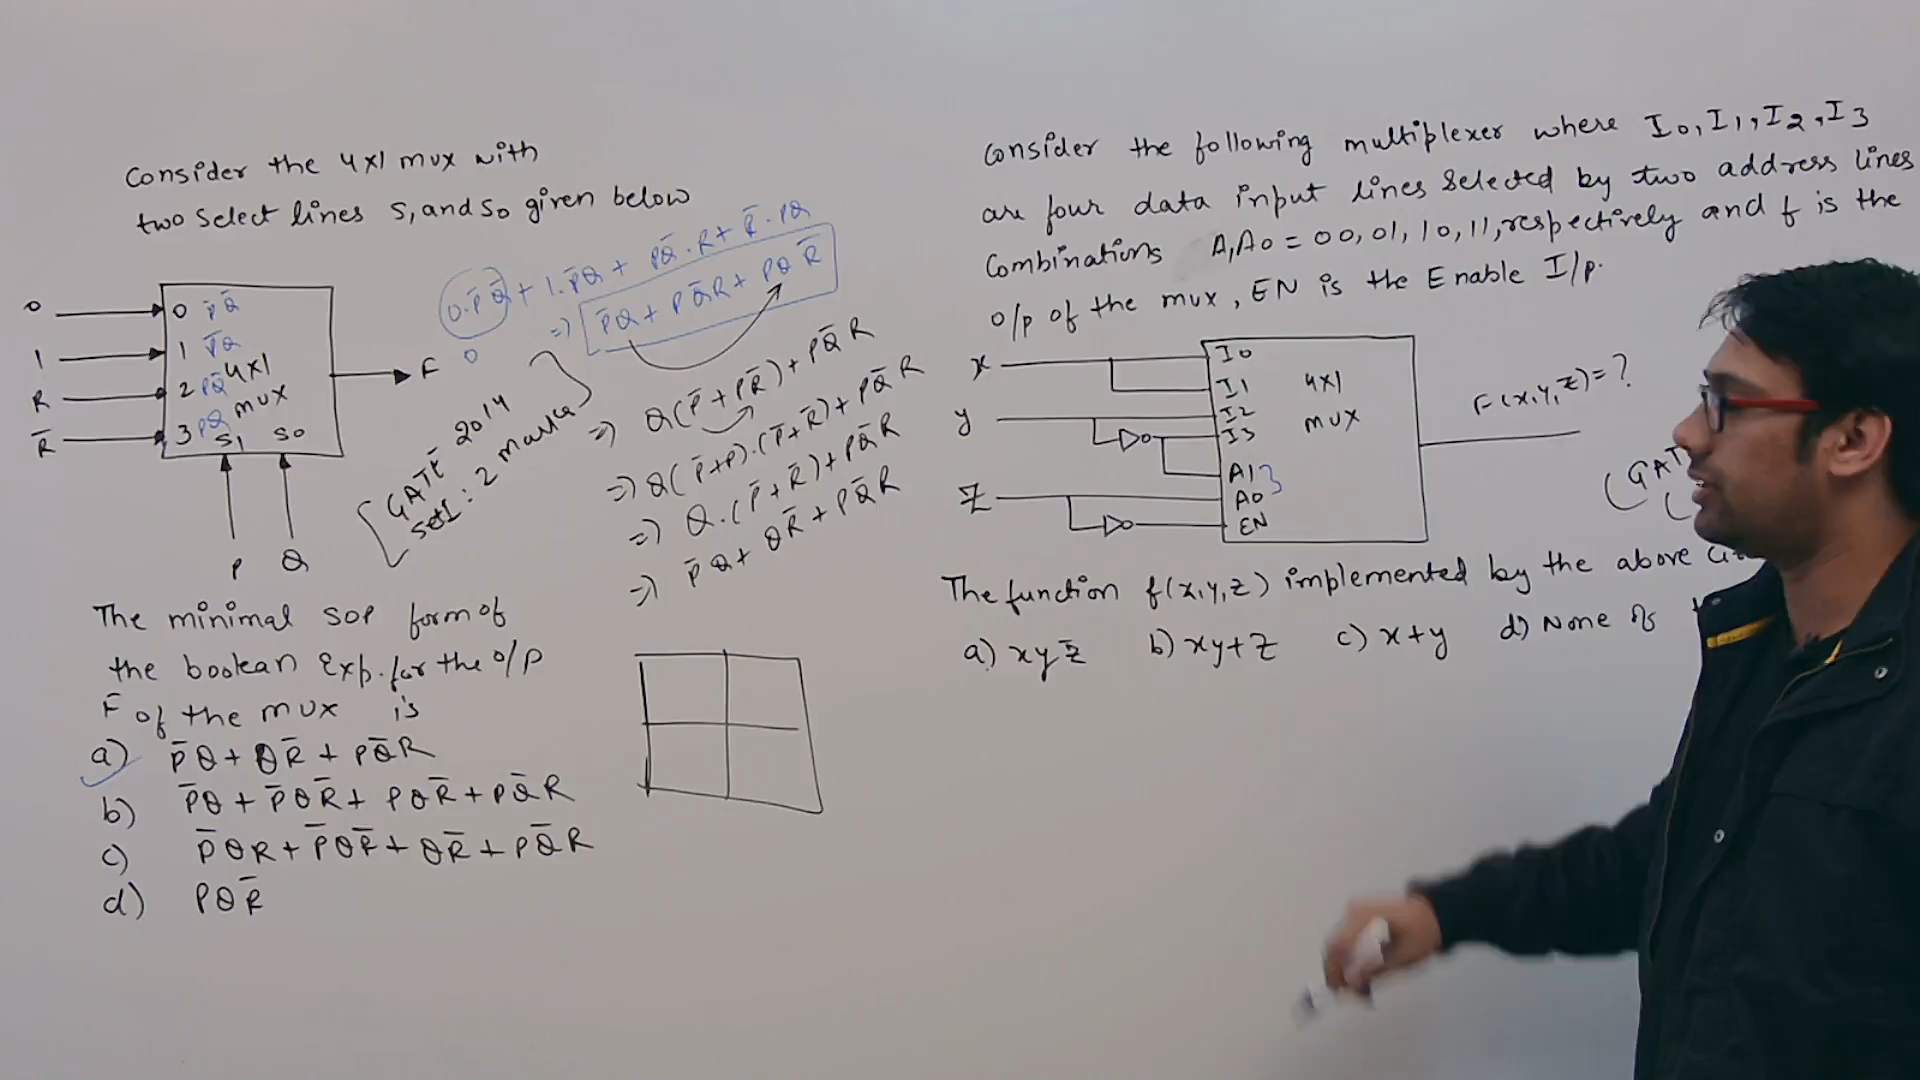 Consider the 4x1 mux with
two select lines S1 and S0 given below
0
1
R
R̅
0 P̅Q̅
1 P̅Q
2 PQ̅
3 PQ
4x1
mux
S1 S0
F
P Q
0.P̅Q̅ + 1.P̅Q + PQ̅.R + R̅.PQ
0
=) P̅Q + PQ̅R + PQR̅
=) Q(P̅ + PR̅) + PQ̅R
=) Q(P̅+P).(P̅+R̅) + PQ̅R
=) Q.(P̅+R̅) + PQ̅R
=) P̅Q + QR̅ + PQ̅R
GATE 2014
Set1: 2 marks
The minimal SOP form of
the boolean Exp. for the o/p
F of the mux is
a) P̅Q + QR̅ + PQ̅R
b) P̅Q + P̅QR̅ + PQR̅ + PQ̅R
c) P̅QR + P̅QR̅ + QR̅ + PQ̅R
d) PQR̅
Consider the following multiplexer where I0, I1, I2, I3
are four data input lines selected by two address lines
Combinations A1A0 = 00, 01, 10, 11, respectively and f is the
o/p of the mux, EN is the Enable I/p.
x
y
Z
I0
I1
I2
I3
A1
A0
EN
4x1
mux
F(x,y,z) = ?
(GAT
The function f(x,y,z) implemented by the above
a) xyz̅ b) xy+z c) x+y d) None of